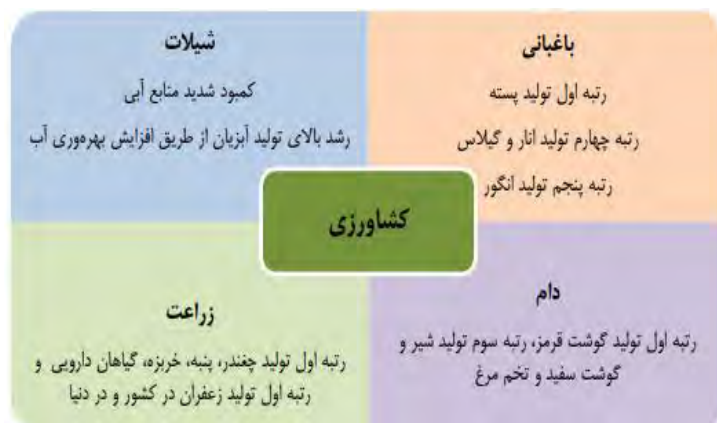 باغبانی
رتبه اول تولید پسته
رتبه چهارم تولید انار و گیلاس
رتبه پنجم تولید انگور
شیلات
کمبود شدید منابع آبی
رشد بالای تولید آبزیان از طریق افزایش بهره‌وری آب
کشاورزی
دام
رتبه اول تولید گوشت قرمز، رتبه سوم تولید شیر و
گوشت سفید و تخم مرغ
زراعت
رتبه اول تولید چغندر، پنبه، خربزه، گیاهان دارویی و
رتبه اول تولید زعفران در کشور و در دنیا